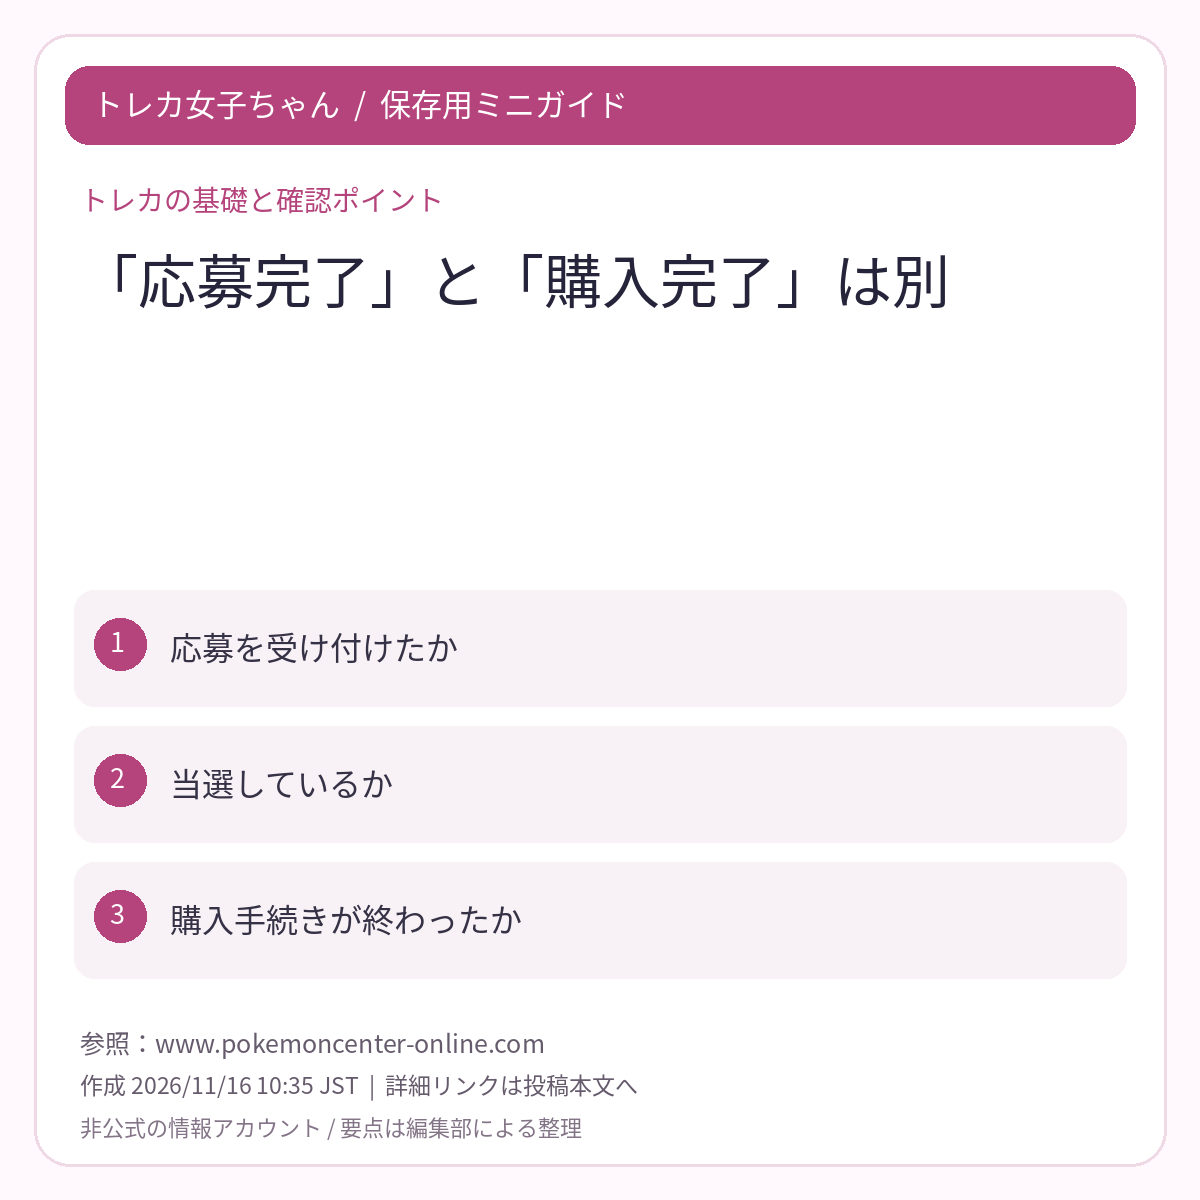 トレカ女子ちゃん / 保存用ミニガイド
トレカの基礎と確認ポイント
「応募完了」と「購入完了」は別
1 応募を受け付けたか
2 当選しているか
3 購入手続きが終わったか
参照：www.pokemoncenter-online.com
作成 2026/11/16 10:35 JST｜詳細リンクは投稿本文へ
非公式の情報アカウント / 要点は編集部による整理